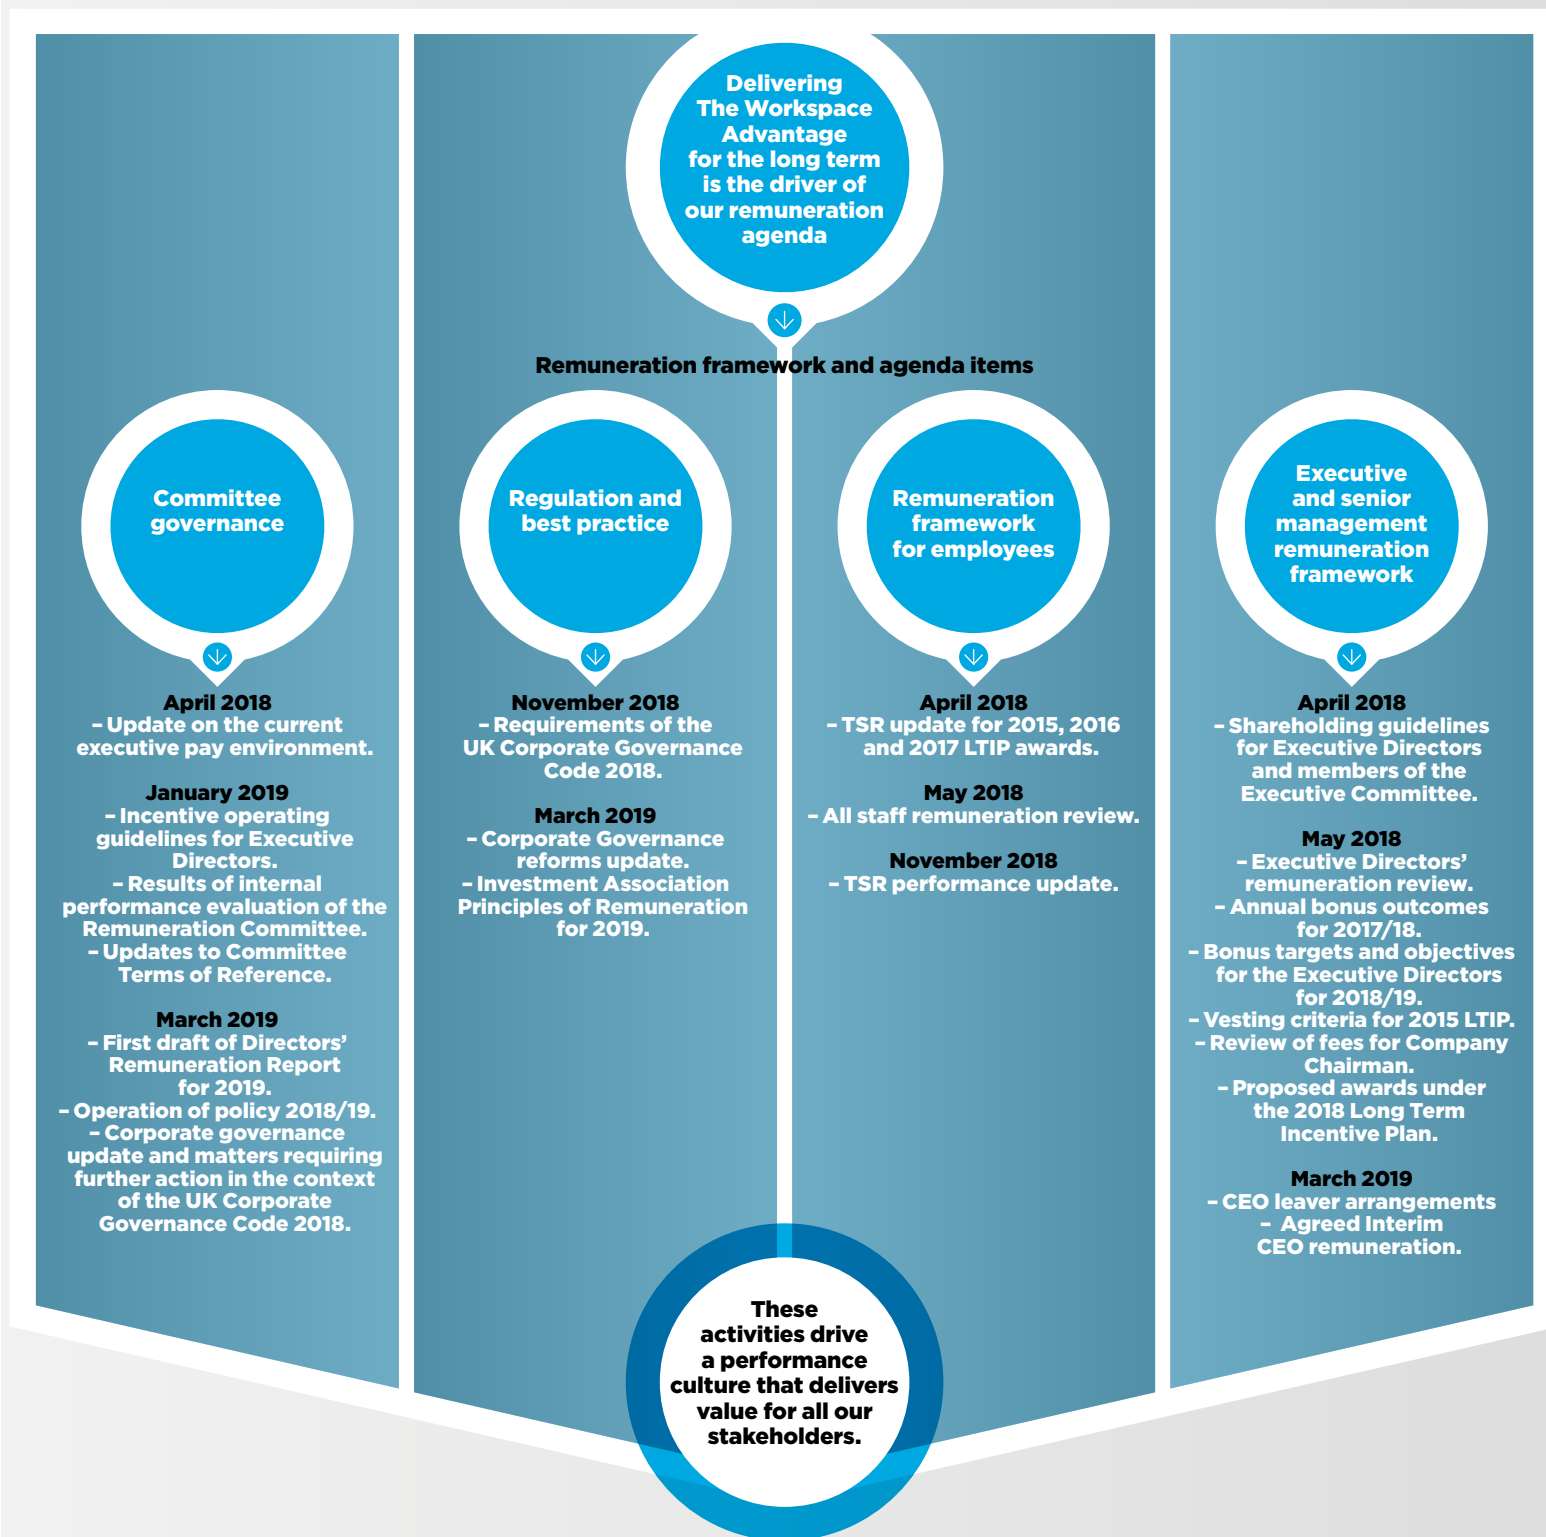 Delivering
The Workspace
Advantage
for the long term
is the driver of
our remuneration
agenda
Remuneration framework and agenda items
Committee
governance
April 2018
– Update on the current
executive pay environment.
January 2019
– Incentive operating
guidelines for Executive
Directors.
– Results of internal
performance evaluation of the
Remuneration Committee.
– Updates to Committee
Terms of Reference.
March 2019
– First draft of Directors’
Remuneration Report
for 2019.
– Operation of policy 2018/19.
– Corporate governance
update and matters requiring
further action in the context
of the UK Corporate
Governance Code 2018.
Regulation and
best practice
November 2018
– Requirements of the
UK Corporate Governance
Code 2018.
March 2019
– Corporate Governance
reforms update.
– Investment Association
Principles of Remuneration
for 2019.
Remuneration
framework
for employees
April 2018
– TSR update for 2015, 2016
and 2017 LTIP awards.
May 2018
– All staff remuneration review.
November 2018
– TSR performance update.
Executive
and senior
management
remuneration
framework
April 2018
– Shareholding guidelines
for Executive Directors
and members of the
Executive Committee.
May 2018
– Executive Directors’
remuneration review.
– Annual bonus outcomes
for 2017/18.
– Bonus targets and objectives
for the Executive Directors
for 2018/19.
– Vesting criteria for 2015 LTIP.
– Review of fees for Company
Chairman.
– Proposed awards under
the 2018 Long Term
Incentive Plan.
March 2019
– CEO leaver arrangements
– Agreed Interim
CEO remuneration.
These
activities drive
a performance
culture that delivers
value for all our
stakeholders.